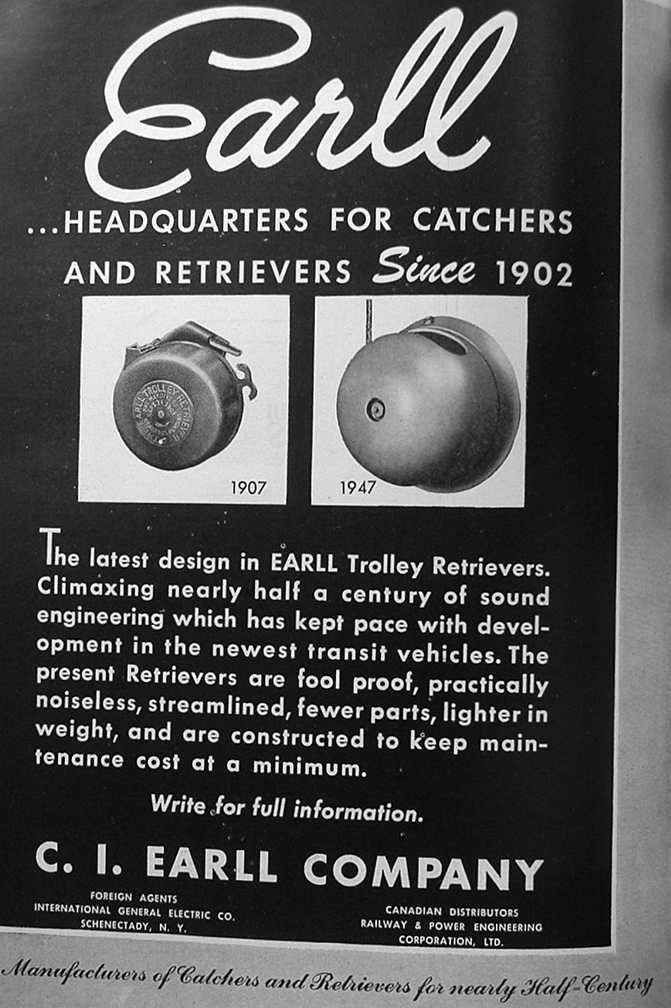 Earll
...HEADQUARTERS FOR CATCHERS
AND RETRIEVERS Since 1902
EARLL TROLLEY RETRIEVER
1907
1947
The latest design in EARLL Trolley Retrievers.
Climaxing nearly half a century of sound
engineering which has kept pace with devel-
opment in the newest transit vehicles. The
present Retrievers are fool proof, practically
noiseless, streamlined, fewer parts, lighter in
weight, and are constructed to keep main-
tenance cost at a minimum.
Write for full information.
C. I. EARLL COMPANY
FOREIGN AGENTS
INTERNATIONAL GENERAL ELECTRIC CO.
SCHENECTADY, N. Y.
CANADIAN DISTRIBUTORS
RAILWAY & POWER ENGINEERING
CORPORATION, LTD.
Manufacturers of Catchers and Retrievers for nearly Half-Century